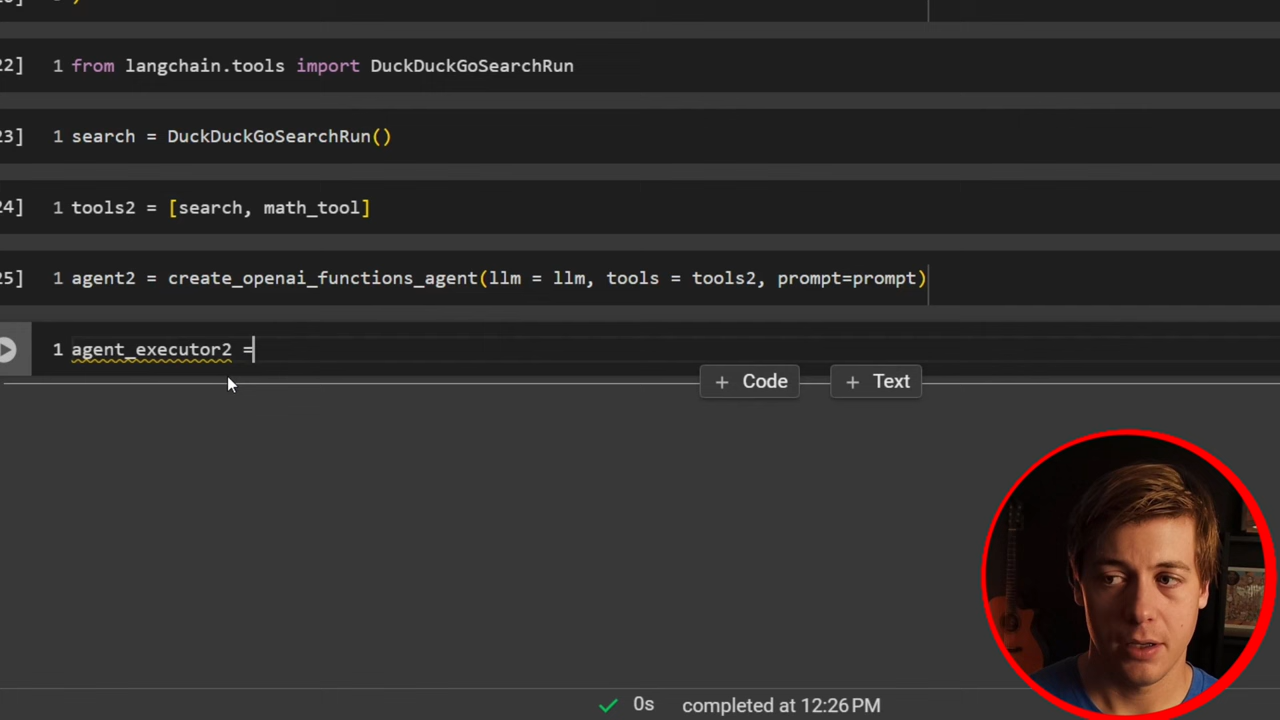 22] 1 from langchain.tools import DuckDuckGoSearchRun
23] 1 search = DuckDuckGoSearchRun()
24] 1 tools2 = [search, math_tool]
25] 1 agent2 = create_openai_functions_agent(llm = llm, tools = tools2, prompt=prompt)
1 agent_executor2 =
+ Code + Text
0s completed at 12:26 PM